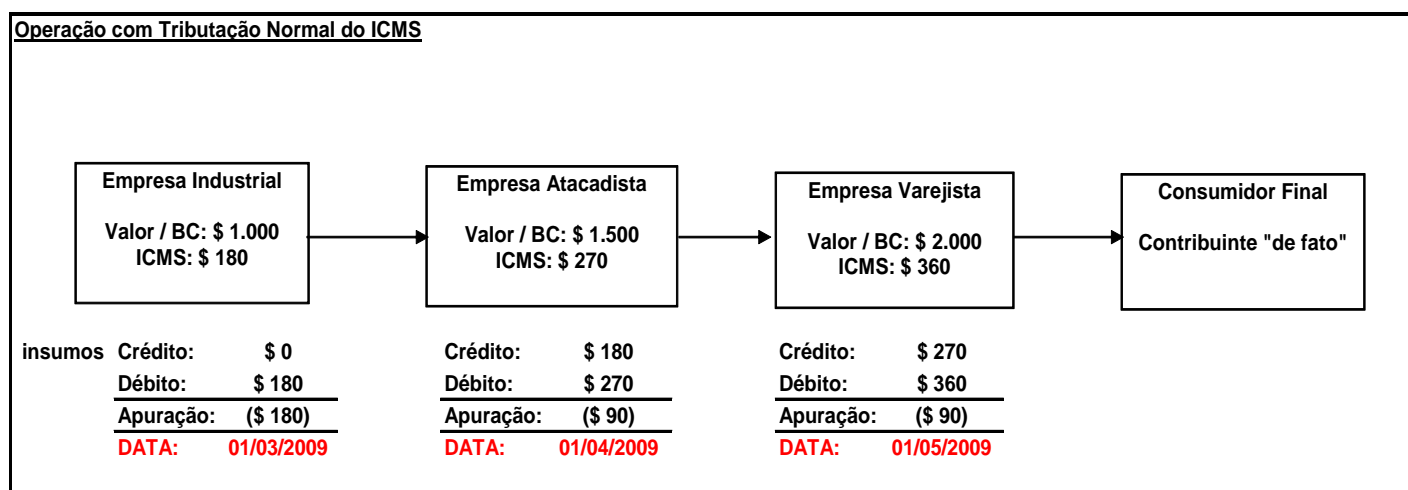 Operação com Tributação Normal do ICMS
Empresa Industrial
Valor / BC: $ 1.000
ICMS: $ 180
Empresa Atacadista
Valor / BC: $ 1.500
ICMS: $ 270
Empresa Varejista
Valor / BC: $ 2.000
ICMS: $ 360
Consumidor Final
Contribuinte "de fato"
insumos Crédito: $ 0
Débito: $ 180
Apuração: ($ 180)
DATA: 01/03/2009
Crédito: $ 180
Débito: $ 270
Apuração: ($ 90)
DATA: 01/04/2009
Crédito: $ 270
Débito: $ 360
Apuração: ($ 90)
DATA: 01/05/2009